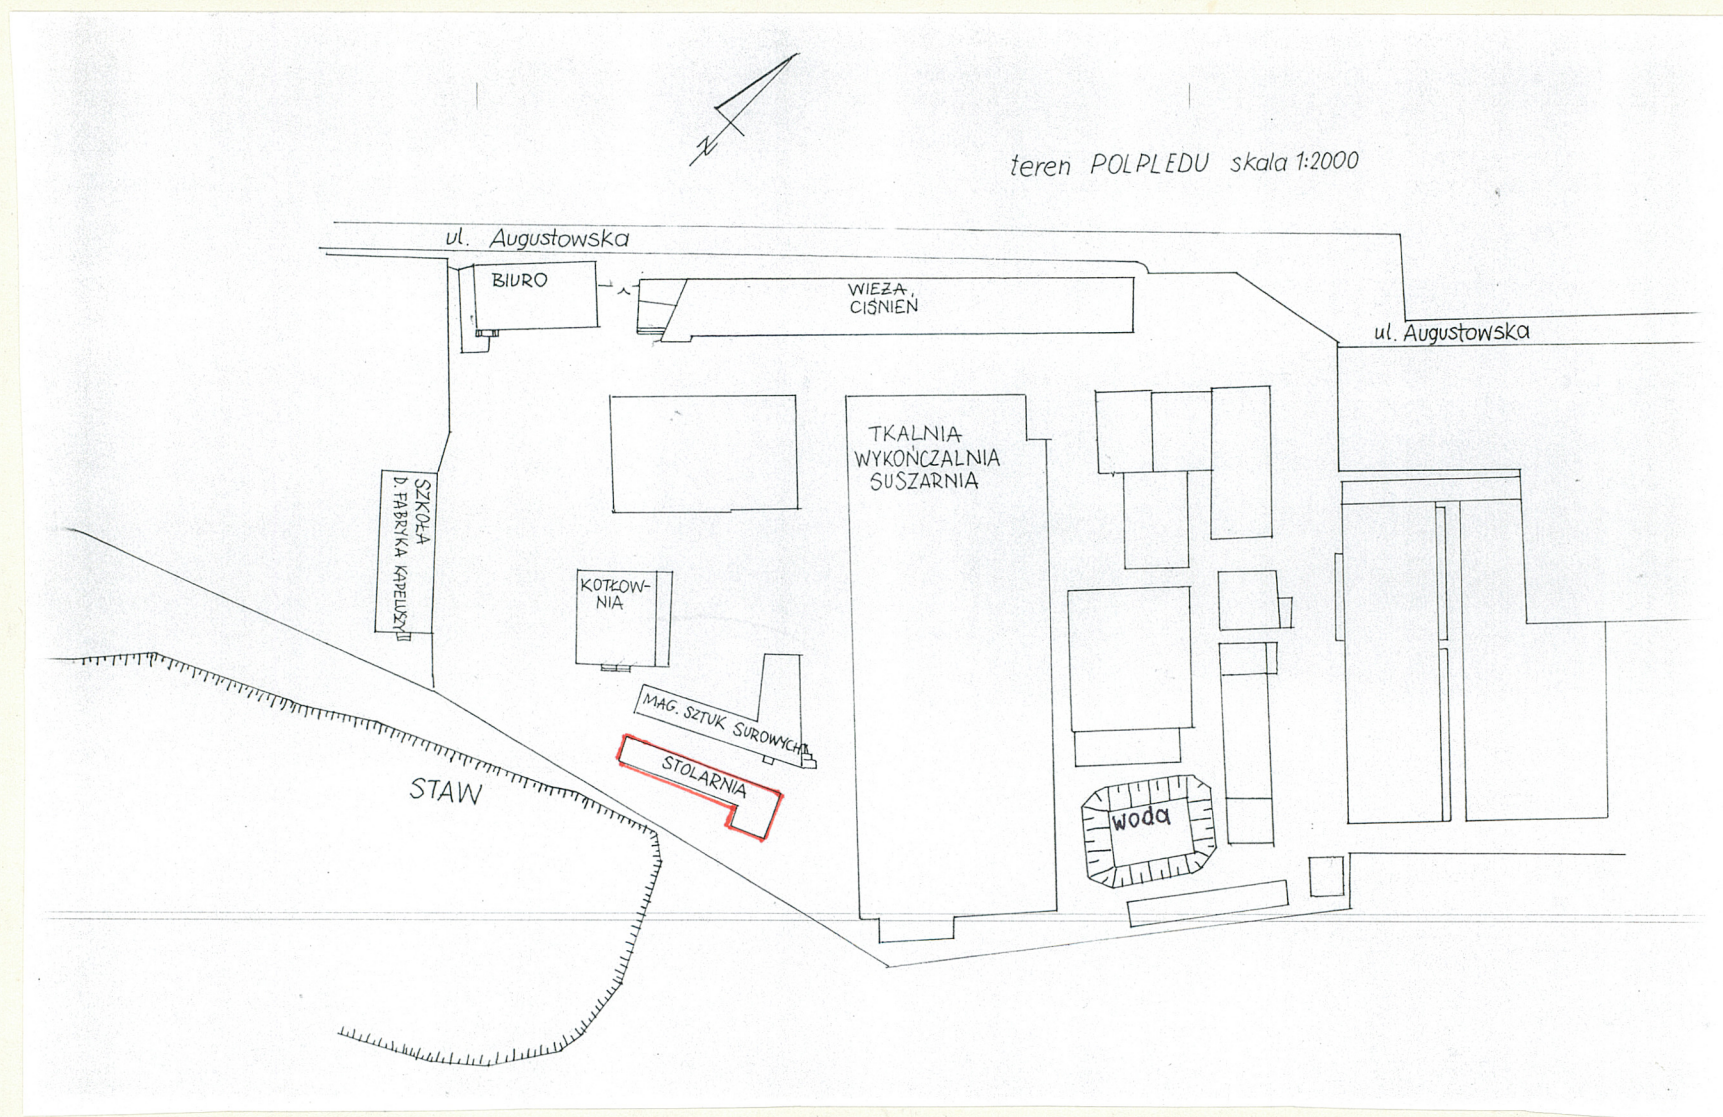 N
teren POLPLEDU skala 1:2000
ul. Augustowska
BIURO
WIEŻA
CIŚNIEŃ
ul. Augustowska
TKALNIA
WYKOŃCZALNIA
SUSZARNIA
SZKOŁA
D. FABRYKA KAPELUSZY
KOTŁOW-
NIA
MAG. SZTUK SUROWYCH
STOLARNIA
STAW
woda